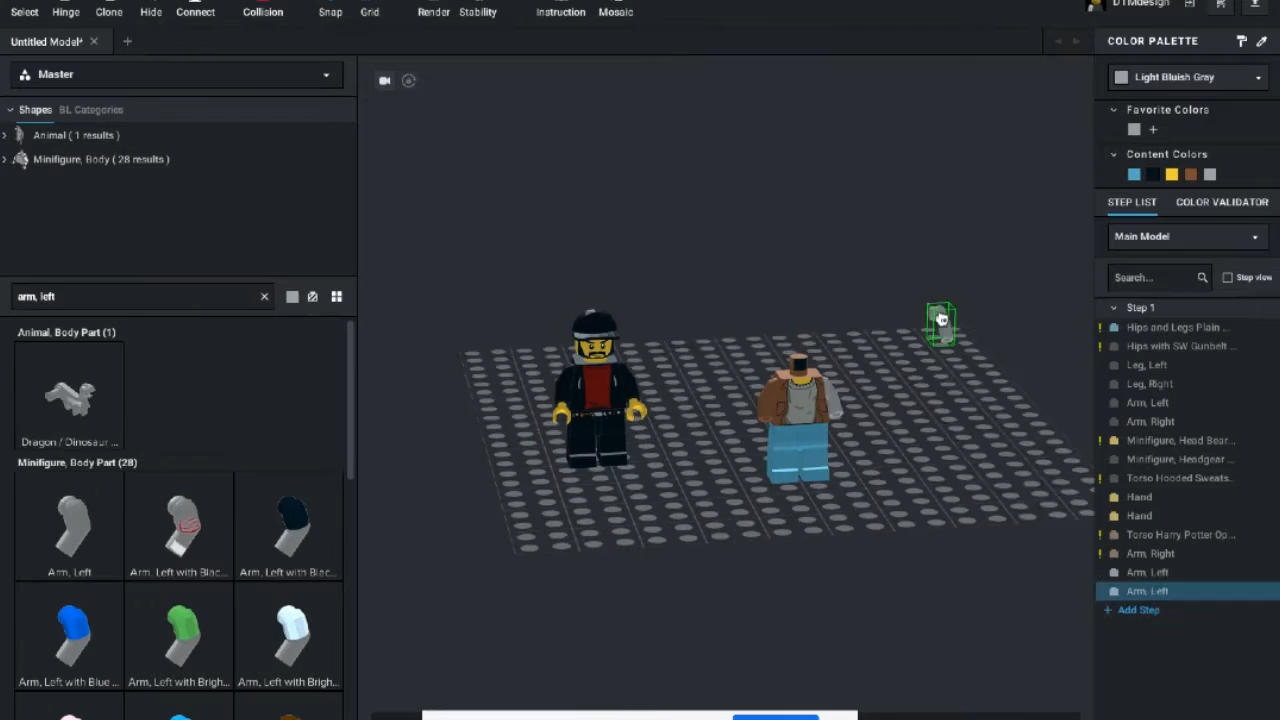 Select Hinge Clone Hide Connect Collision Snap Grid Render Stability Instruction Mosaic DTMdesign
Untitled Model* COLOR PALETTE
Master Light Bluish Gray
Shapes BL Categories Favorite Colors
Animal ( 1 results )
Minifigure, Body ( 28 results ) Content Colors
STEP LIST COLOR VALIDATOR
Main Model
arm, left Search... Step view
Step 1
Animal, Body Part (1) Hips and Legs Plain ...
Hips with SW Gunbelt ...
Leg, Left
Leg, Right
Arm, Left
Arm, Right
Dragon / Dinosaur ... Minifigure, Head Bear...
Minifigure, Body Part (28) Minifigure, Headgear ...
Torso Hooded Sweats...
Hand
Hand
Torso Harry Potter Op...
Arm, Right
Arm, Left Arm, Left with Blac... Arm, Left with Blac... Arm, Left
Arm, Left
+ Add Step
Arm, Left with Blue ... Arm, Left with Brigh... Arm, Left with Brigh...